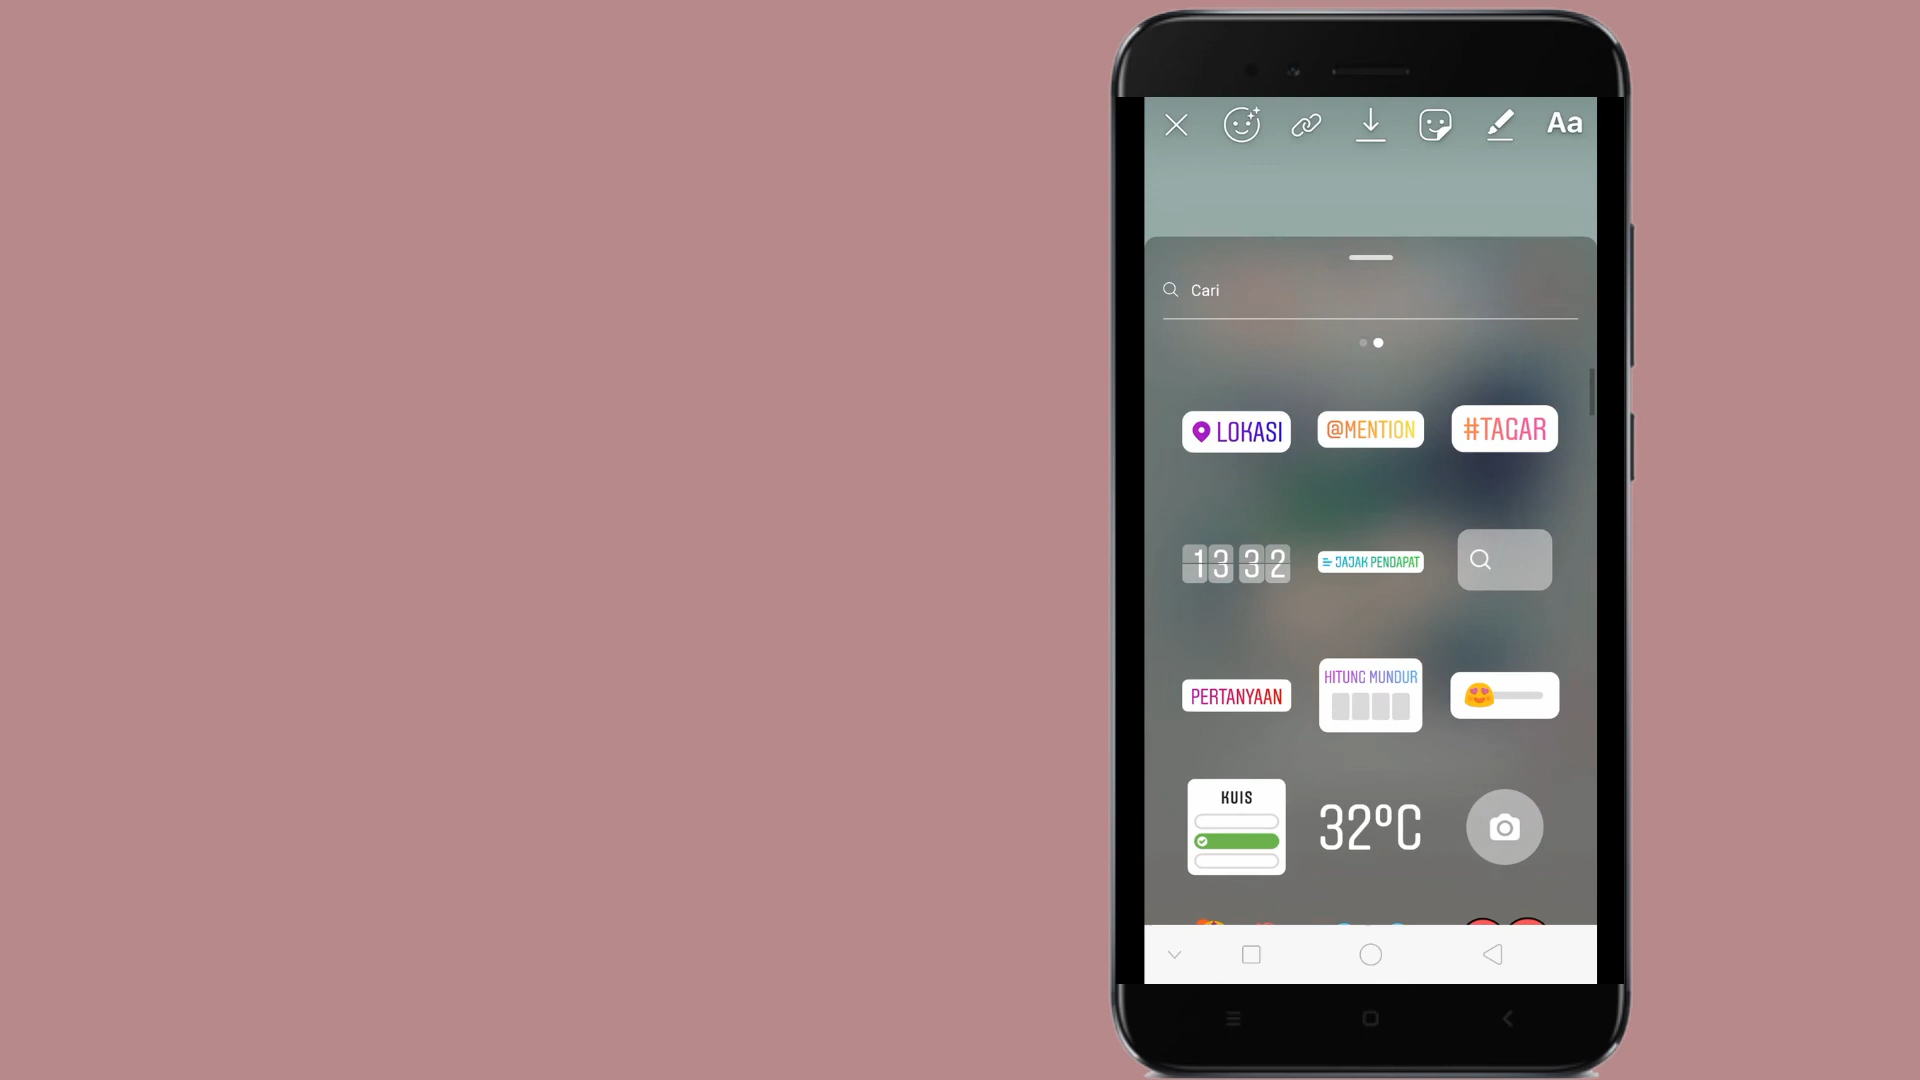 Aa
Cari
LOKASI
@MENTION
#TAGAR
13 32
JAJAK PENDAPAT
PERTANYAAN
HITUNG MUNDUR
KUIS
32°C